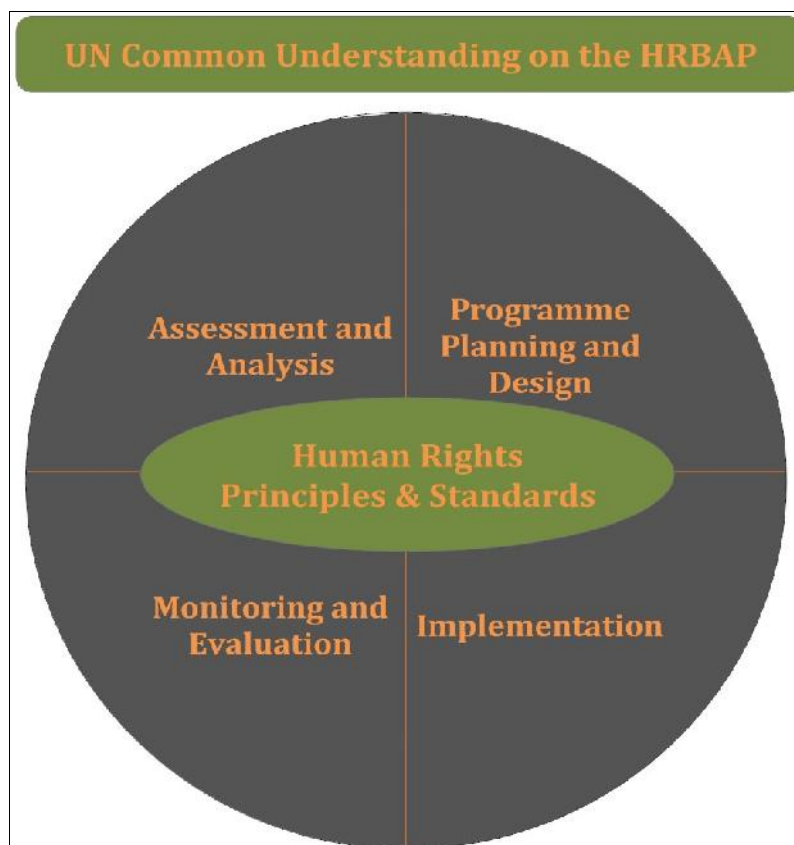 UN Common Understanding on the HRBAP
Assessment and
Analysis
Programme
Planning and
Design
Human Rights
Principles & Standards
Monitoring and
Evaluation
Implementation